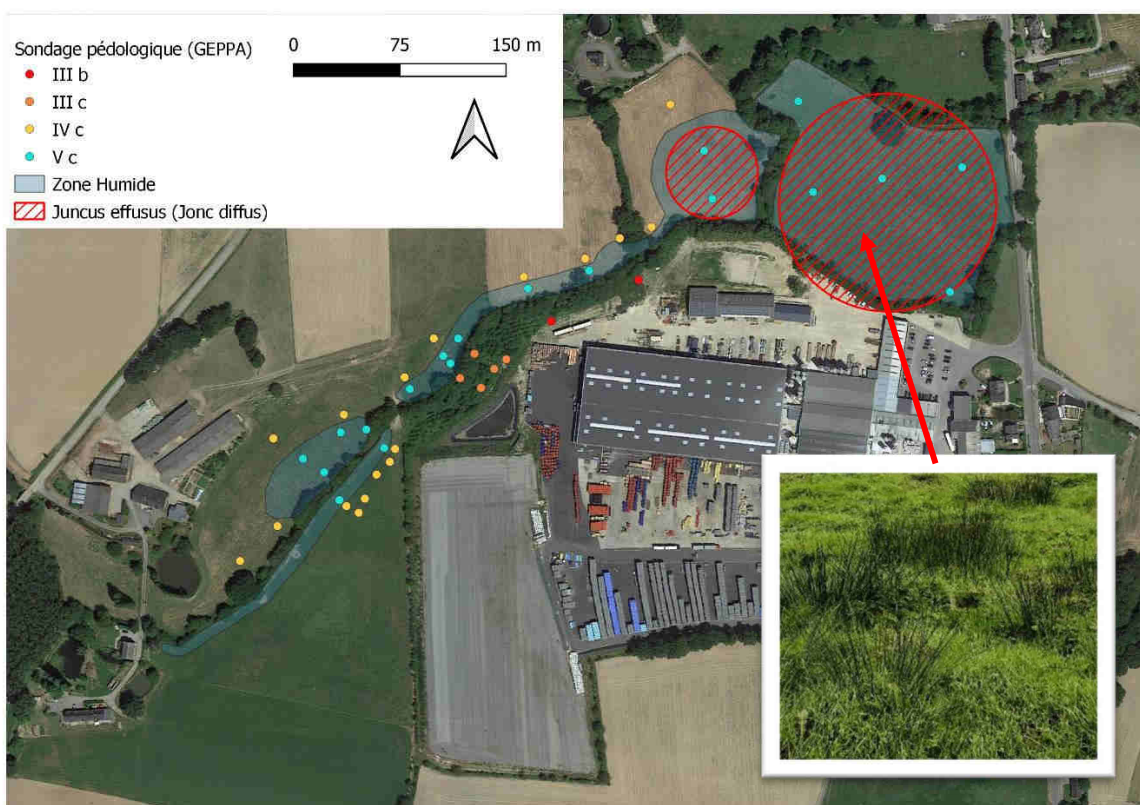 Sondage pédologique (GEPPA)
III b
III c
IV c
V c
Zone Humide
Juncus effusus (Jonc diffus)
0 75 150 m